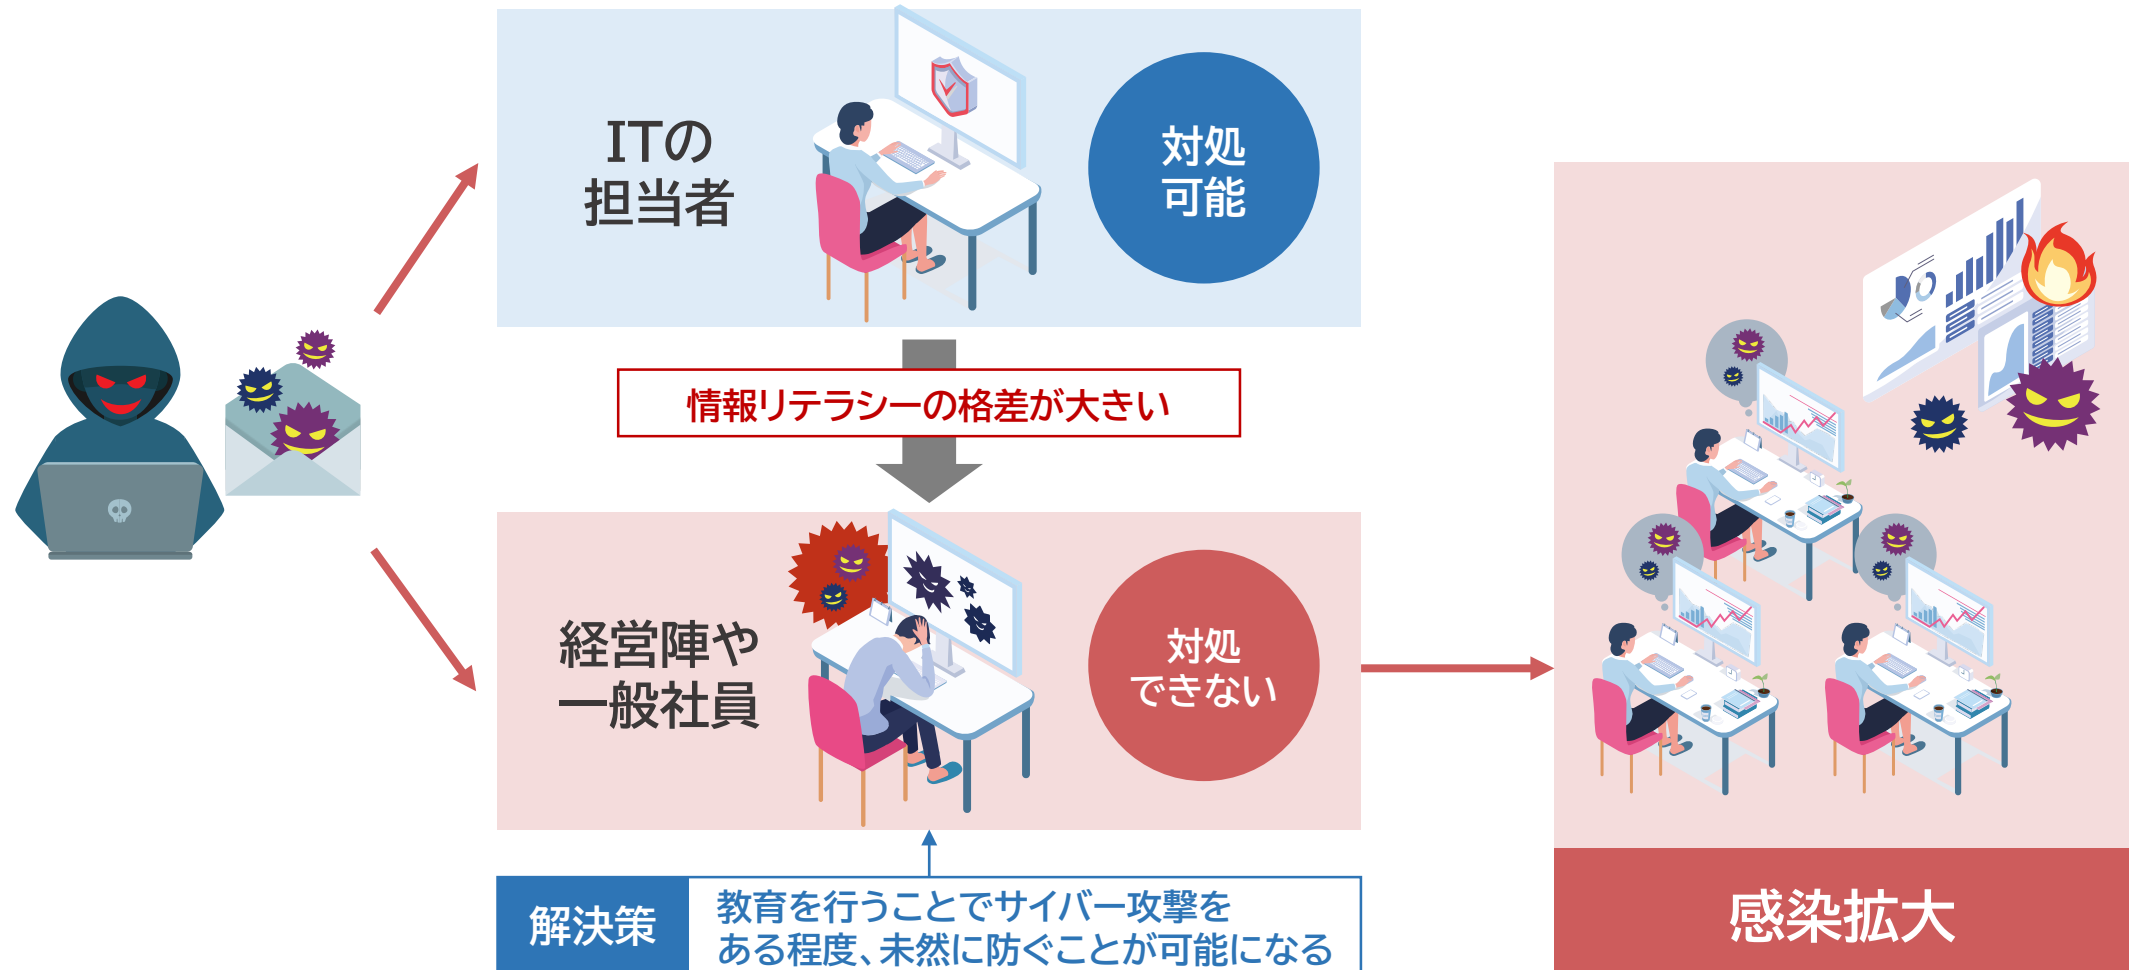 ITの
担当者
対処
可能
情報リテラシーの格差が大きい
経営陣や
一般社員
対処
できない
解決策
教育を行うことでサイバー攻撃を
ある程度、未然に防ぐことが可能になる
感染拡大